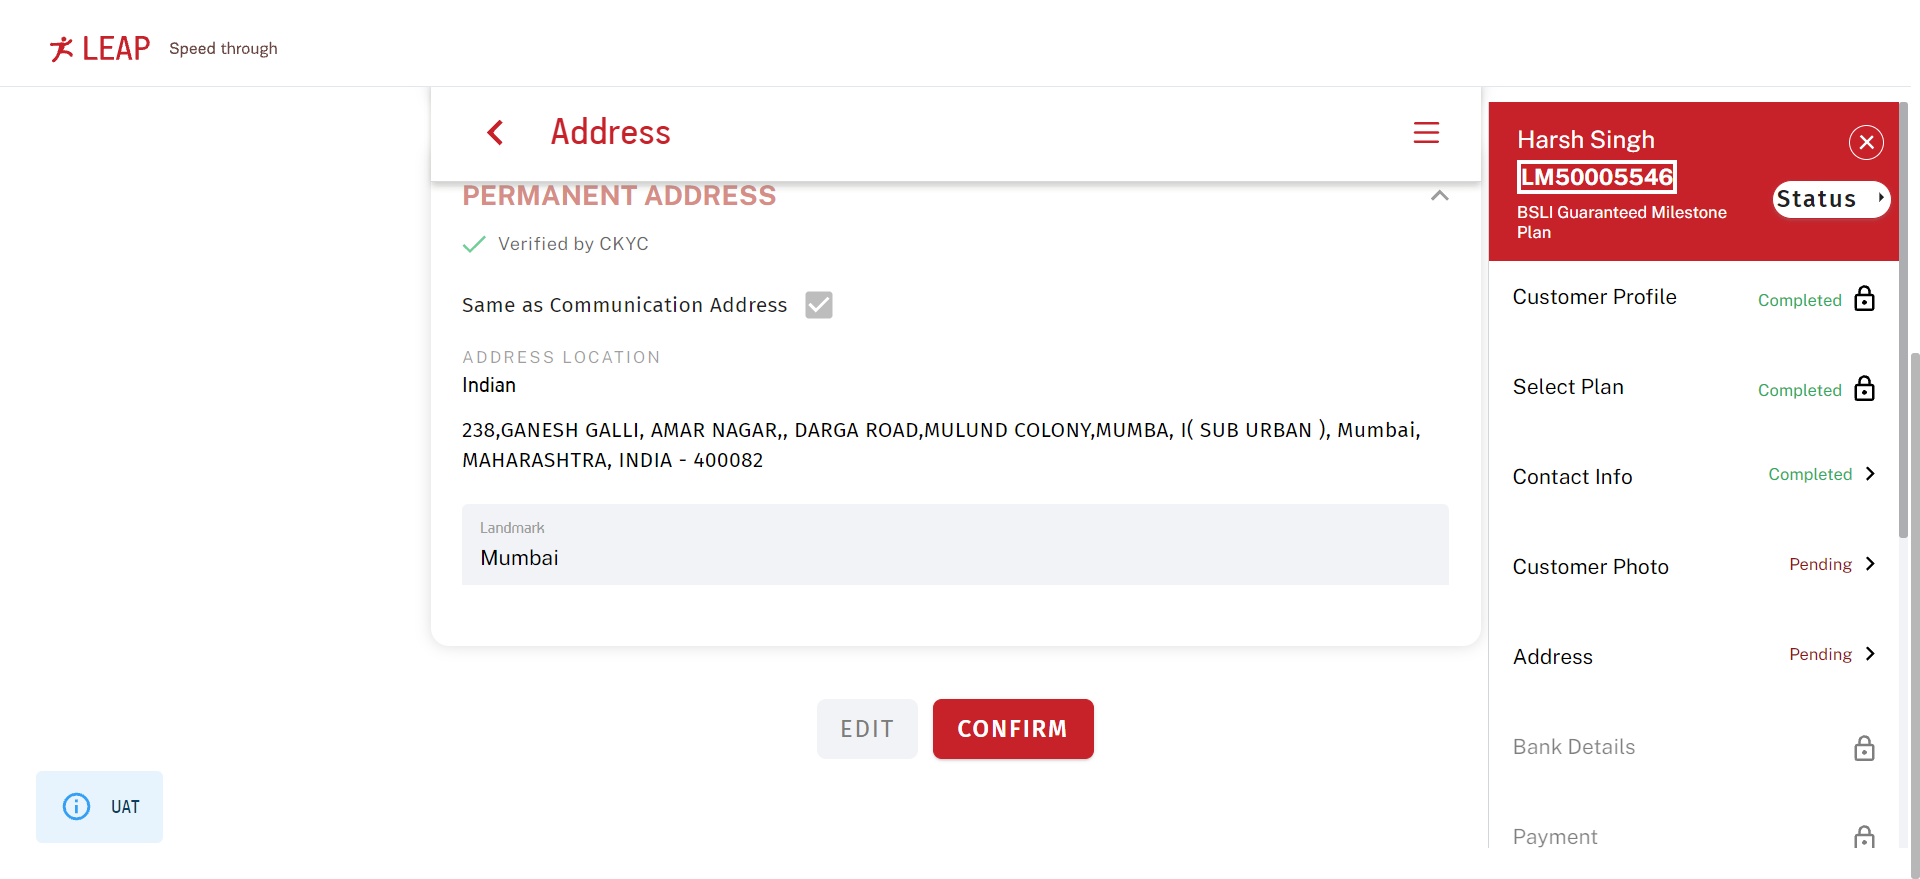 LEAP Speed through
Address
PERMANENT ADDRESS
Verified by CKYC
Same as Communication Address
ADDRESS LOCATION
Indian
238,GANESH GALLI, AMAR NAGAR,, DARGA ROAD,MULUND COLONY,MUMBA, I( SUB URBAN ), Mumbai,
MAHARASHTRA, INDIA - 400082
Landmark
Mumbai
EDIT CONFIRM
UAT
Harsh Singh
LM50005546
Status
BSLI Guaranteed Milestone
Plan
Customer Profile Completed
Select Plan Completed
Contact Info Completed
Customer Photo Pending
Address Pending
Bank Details
Payment